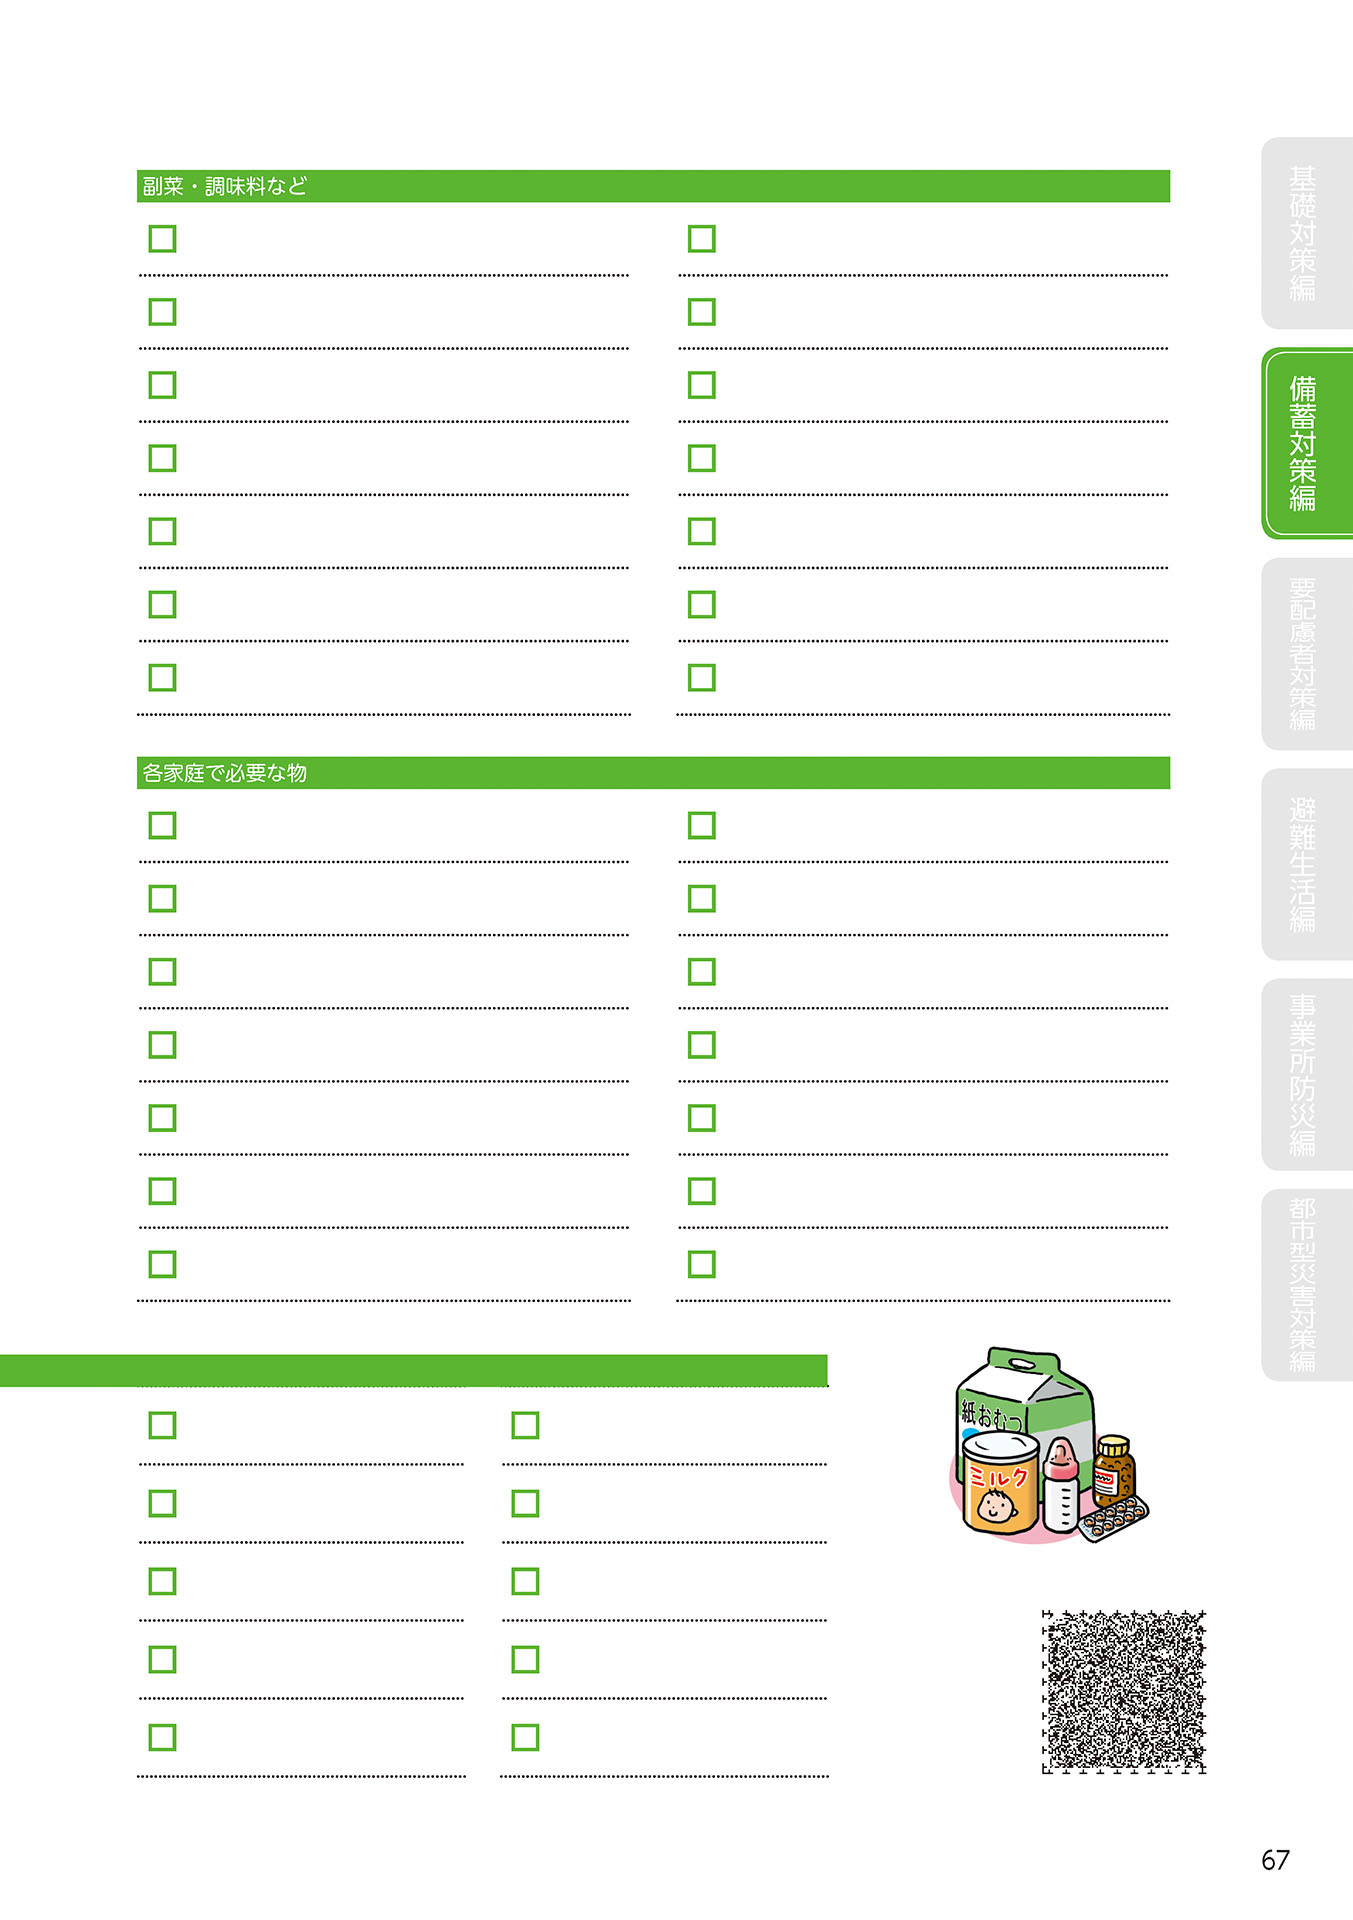 副菜・調味料など
各家庭で必要な物
紙おむつ
ミルク
基礎対策編
備蓄対策編
要配慮者対策編
避難生活編
事業所防災編
都市型災害対策編
67